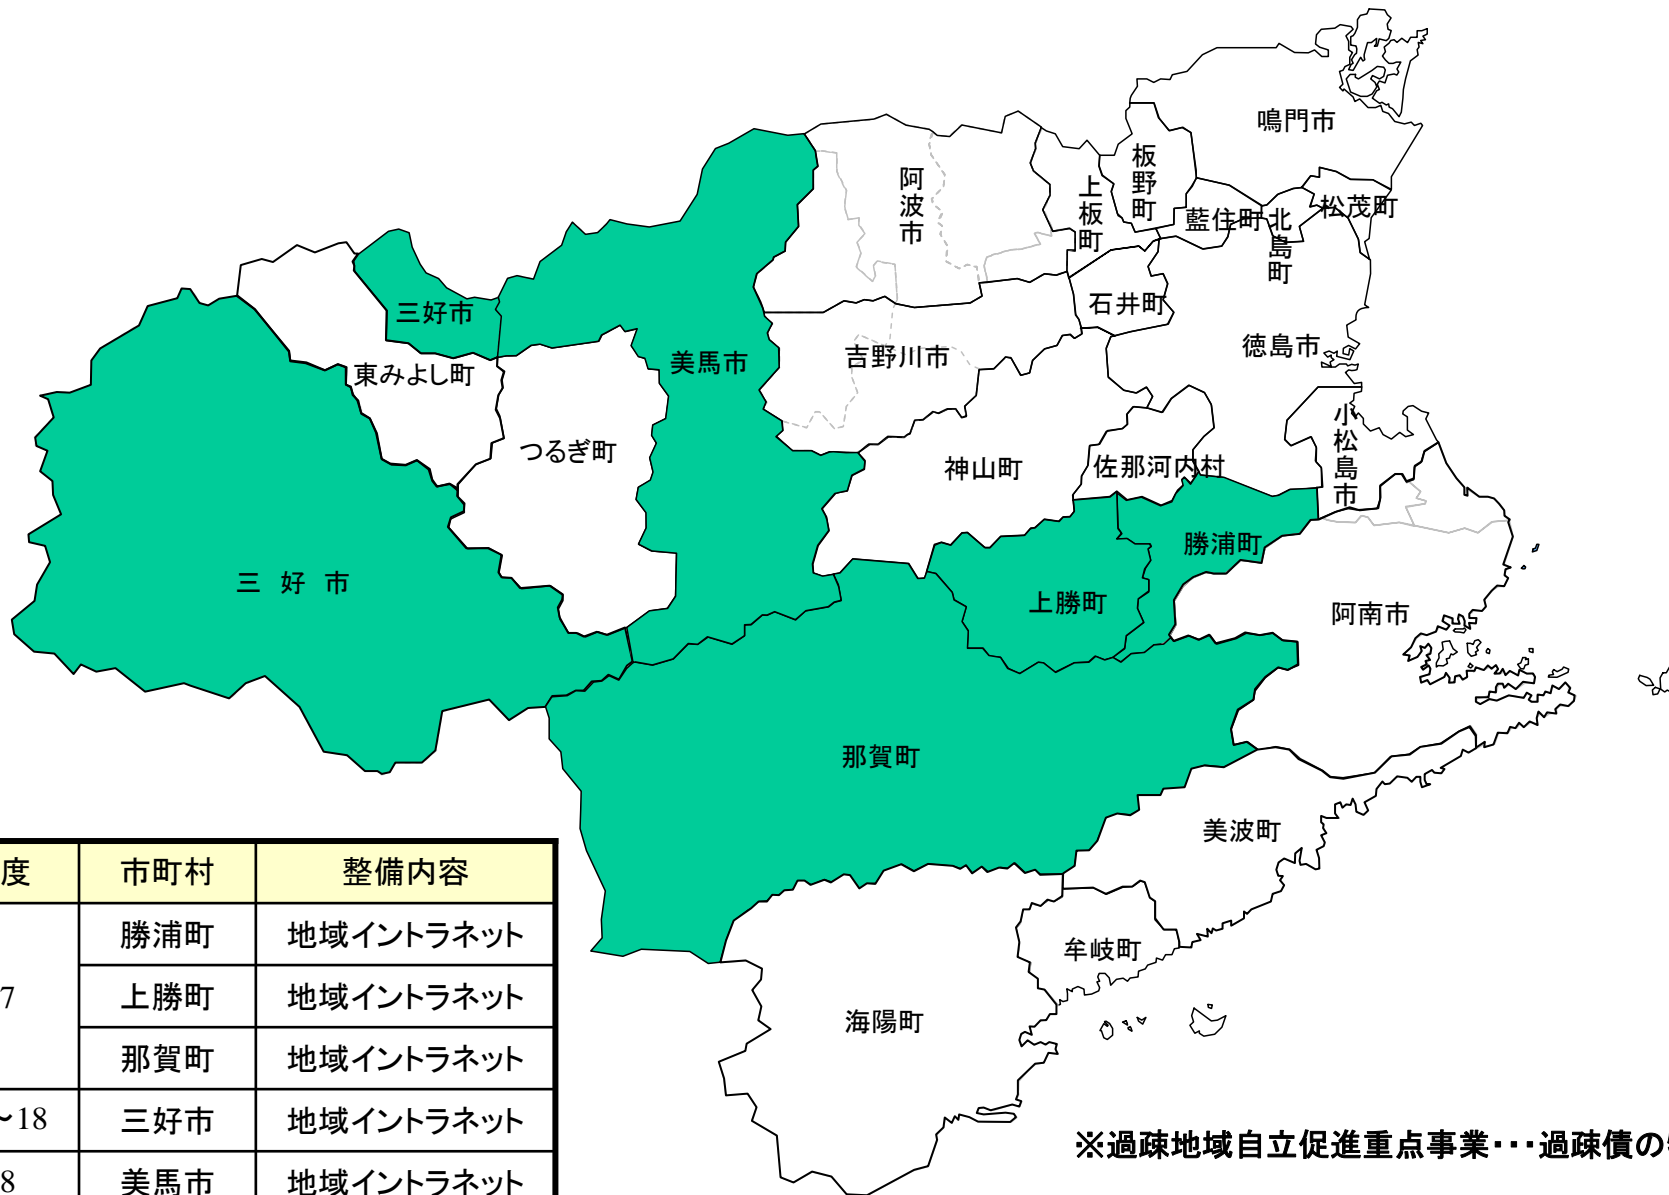 鳴門市
板野町
阿波市
上板町
藍住町
北島町
松茂町
石井町
三好市
徳島市
美馬市
吉野川市
東みよし町
小松島市
つるぎ町
神山町
佐那河内村
勝浦町
三 好 市
上勝町
阿南市
那賀町
美波町
牟岐町
海陽町
度 市町村 整備内容
勝浦町 地域イントラネット
7 上勝町 地域イントラネット
那賀町 地域イントラネット
~18 三好市 地域イントラネット
8 美馬市 地域イントラネット
※過疎地域自立促進重点事業・・・過疎債の